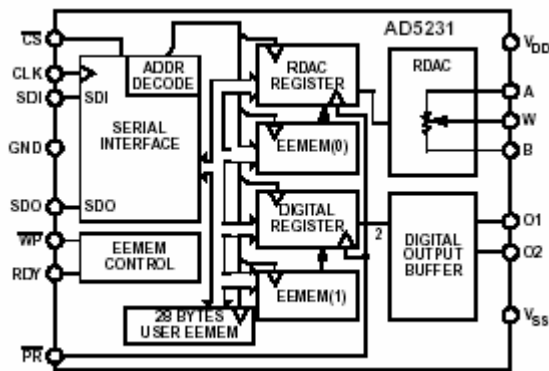 AD5231
CS
CLK
SDI
GND
SDO
WP
RDY
PR
ADDR
DECODE
SDI
SERIAL
INTERFACE
SDO
EEMEM
CONTROL
28 BYTES
USER EEMEM
RDAC
REGISTER
EEMEM(0)
DIGITAL
REGISTER
EEMEM(1)
2
RDAC
DIGITAL
OUTPUT
BUFFER
VDD
A
W
B
O1
O2
VSS